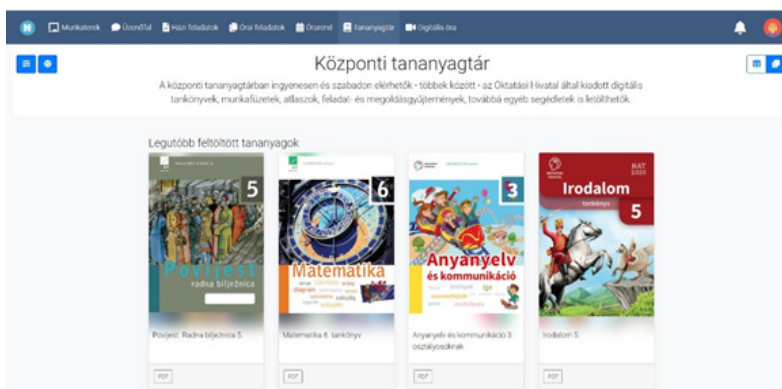 Munkaterek Üzenőfal Házi feladatok Órai feladatok Órarend Tananyagtár Digitális óra
Központi tananyagtár
A központi tananyagtárban ingyenesen és szabadon elérhetők - többek között - az Oktatási Hivatal által kiadott digitális
tankönyvek, munkafüzetek, atlaszok, feladat- és megoldásgyűjtemények, továbbá egyéb segédletek is letölthetők.
Legutóbb feltöltött tananyagok
5
Povijest
radna bilježnica
Povijest. Radna bilježnica 5.
PDF
6
Matematika
Matematika 6. tankönyv
PDF
3
Anyanyelv
és kommunikáció
Anyanyelv és kommunikáció 3.
osztályosoknak
PDF
NAT
2020
Irodalom
tankönyv
5
Irodalom 5.
PDF